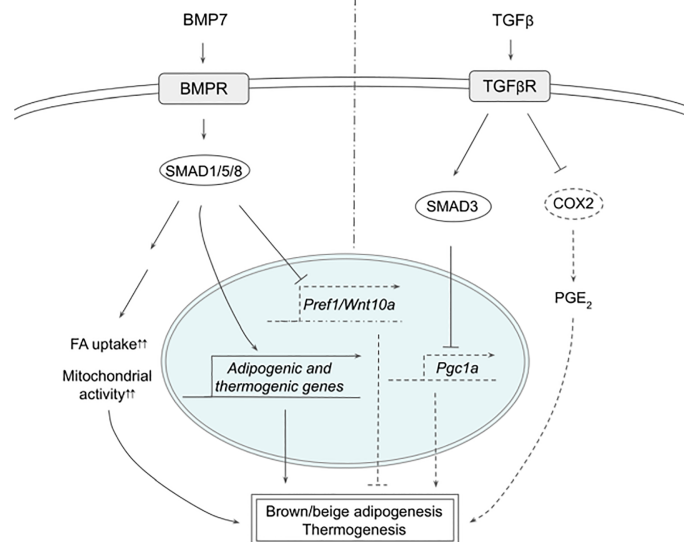 BMP7
TGFβ
BMPR
TGFβR
SMAD1/5/8
SMAD3
COX2
Pref1/Wnt10a
PGE₂
FA uptake⇈
Mitochondrial
activity⇈
Adipogenic and
thermogenic genes
Pgc1a
Brown/beige adipogenesis
Thermogenesis